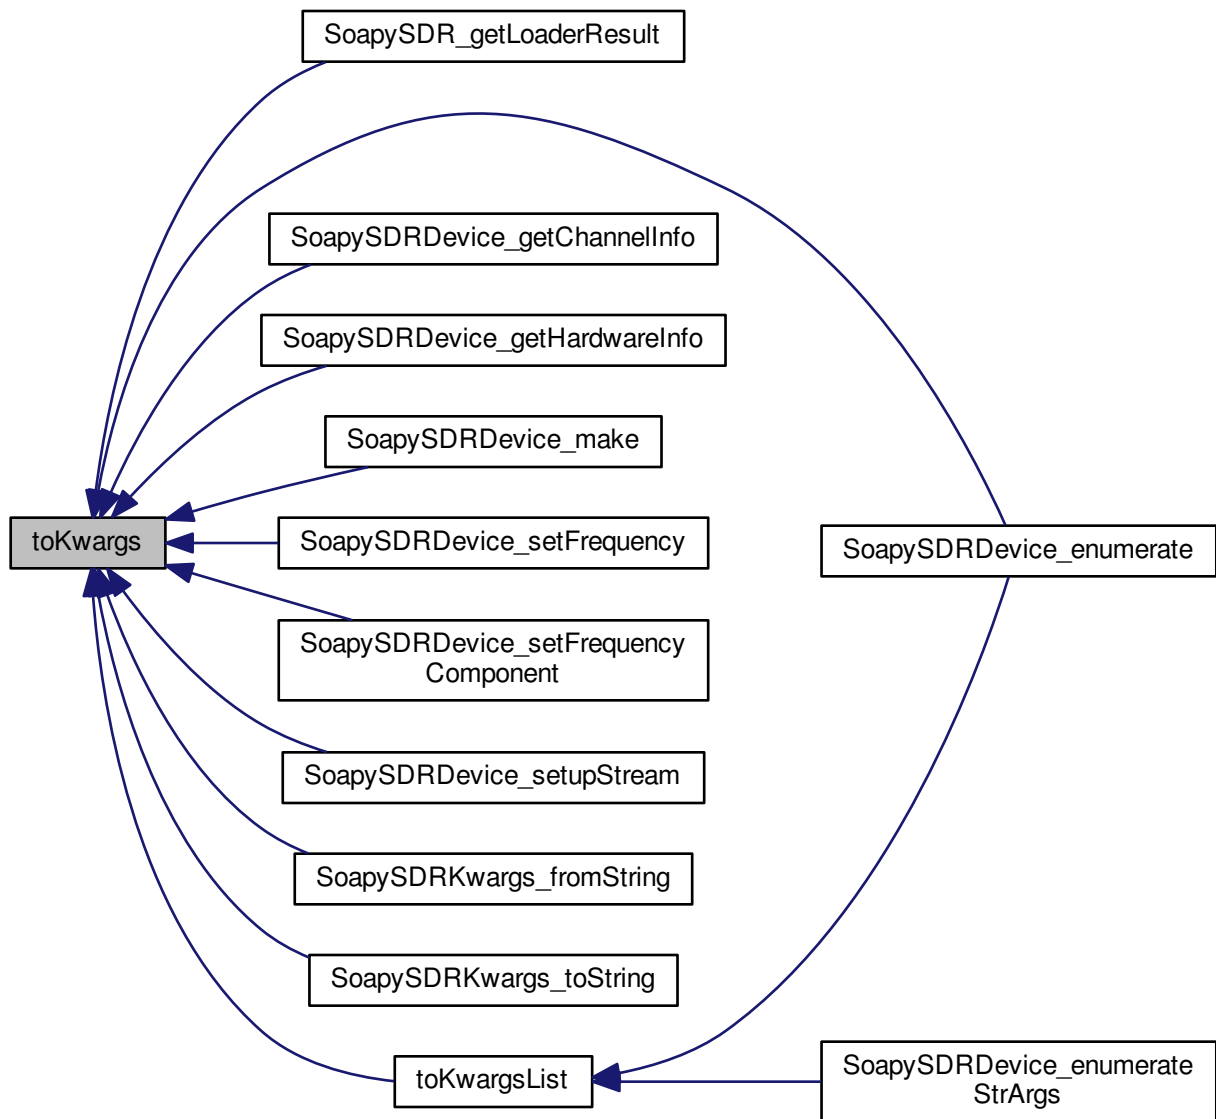 SoapySDR_getLoaderResult
SoapySDRDevice_getChannelInfo
SoapySDRDevice_getHardwareInfo
SoapySDRDevice_make
toKwargs
SoapySDRDevice_setFrequency
SoapySDRDevice_enumerate
SoapySDRDevice_setFrequency
Component
SoapySDRDevice_setupStream
SoapySDRKwargs_fromString
SoapySDRKwargs_toString
toKwargsList
SoapySDRDevice_enumerate
StrArgs